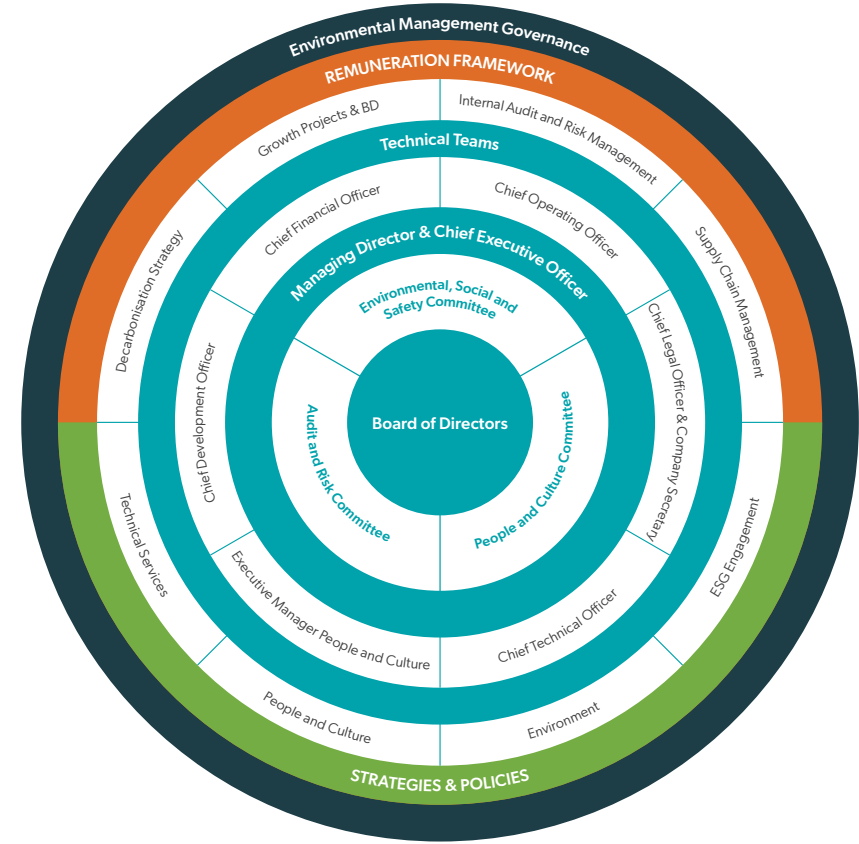 Environmental Management Governance
REMUNERATION FRAMEWORK
Growth Projects & BD
Internal Audit and Risk Management
Decarbonisation Strategy
Supply Chain Management
Technical Services
ESG Engagement
People and Culture
Environment
Technical Teams
Chief Financial Officer
Chief Operating Officer
Chief Development Officer
Chief Legal Officer & Company Secretary
Executive Manager People and Culture
Chief Technical Officer
Managing Director & Chief Executive Officer
Environmental, Social and
Safety Committee
Audit and Risk Committee
People and Culture Committee
Board of Directors
STRATEGIES & POLICIES